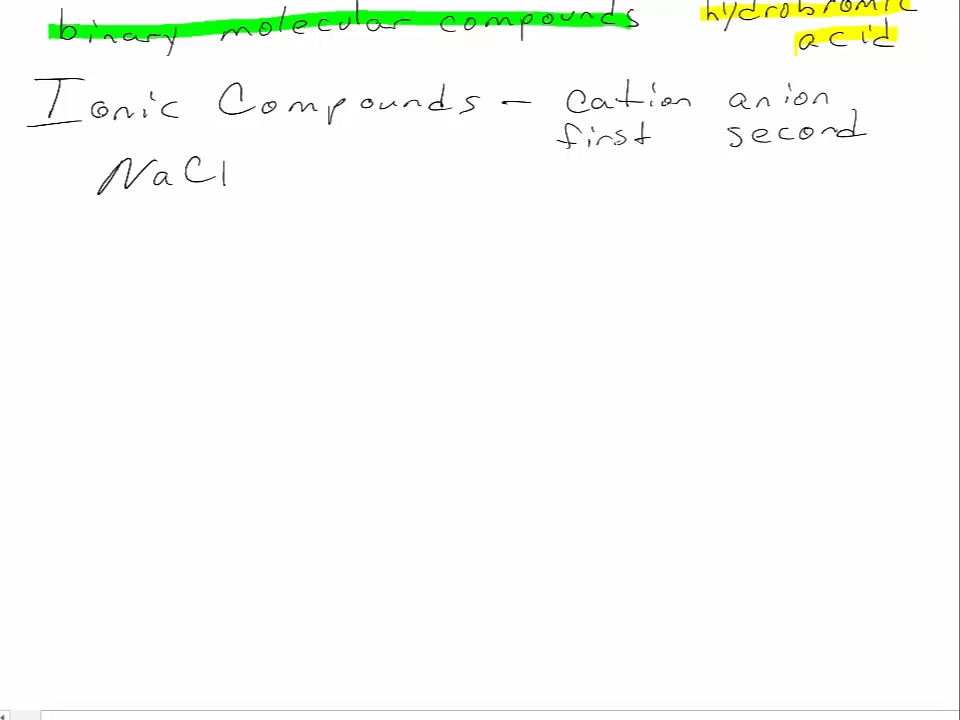 binary molecular compounds hydrobromic
acid
Ionic Compounds - cation anion
first second
NaCl